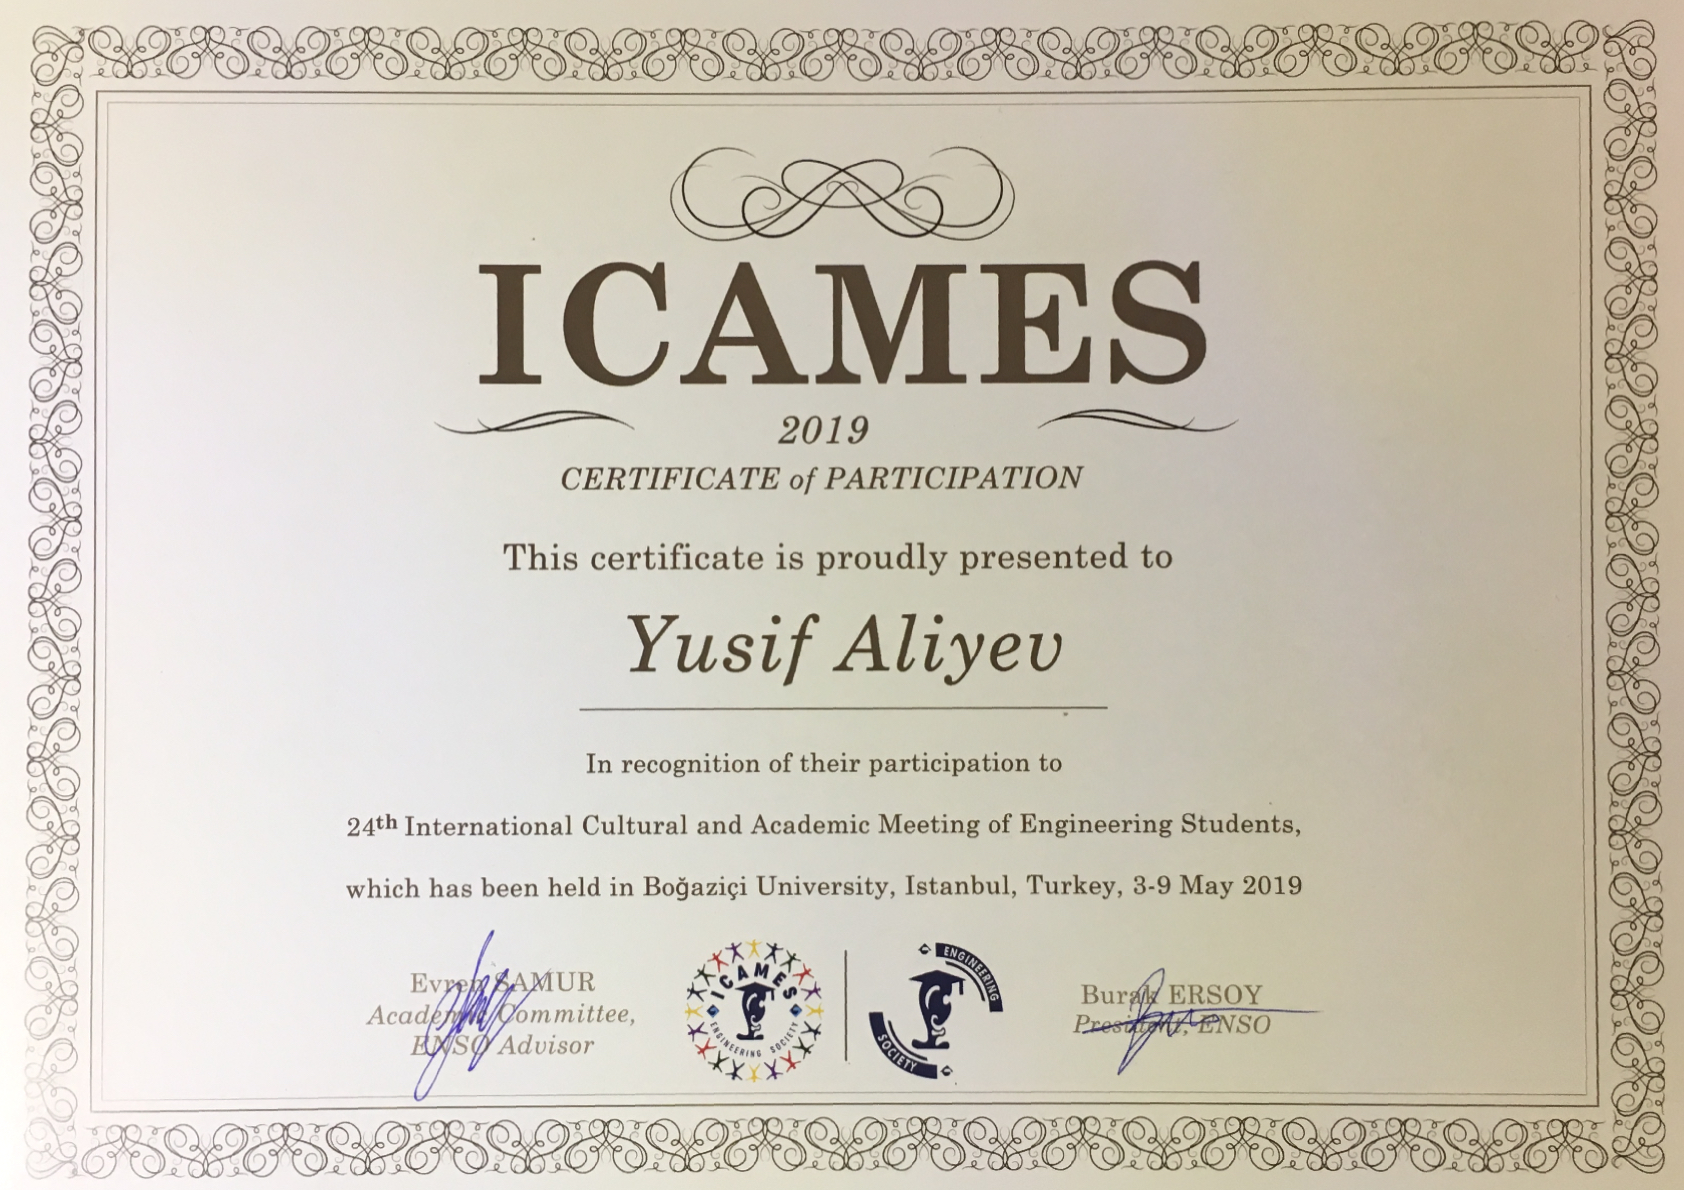 ICAMES
2019
CERTIFICATE of PARTICIPATION
This certificate is proudly presented to
Yusif Aliyev
In recognition of their participation to
24th International Cultural and Academic Meeting of Engineering Students,
which has been held in Boğaziçi University, Istanbul, Turkey, 3-9 May 2019
Evren SAMUR
Academic Committee,
ENSO Advisor
ICAMES
ENGINEERING SOCIETY
ENGINEERING
SOCIETY
Burak ERSOY
President, ENSO